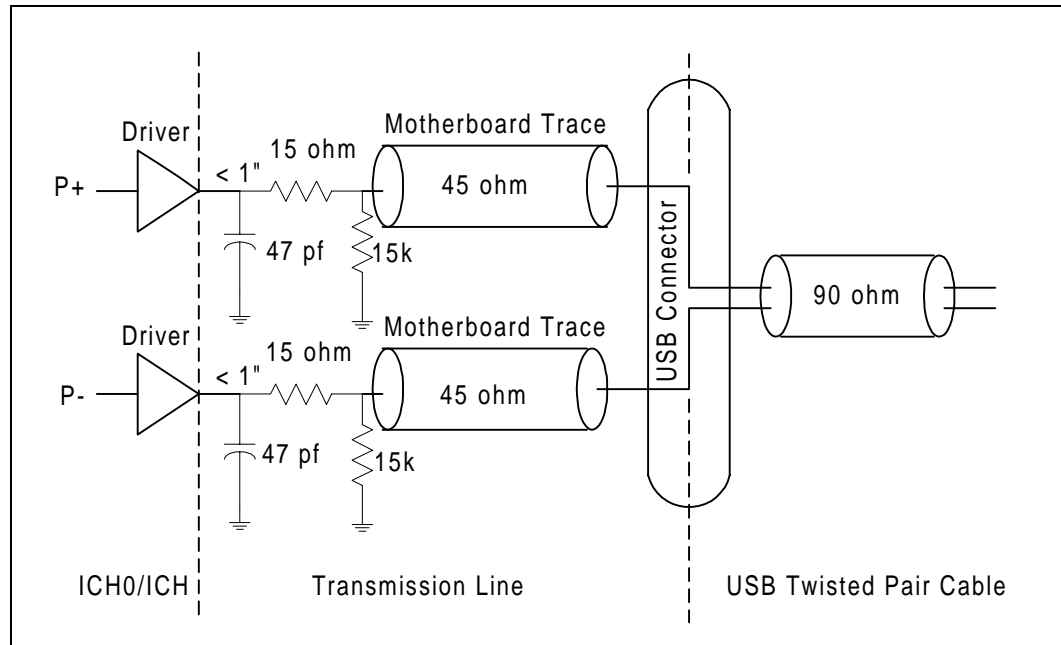 Driver
P+
< 1"
15 ohm
Motherboard Trace
45 ohm
47 pf
15k
Driver
P-
< 1"
15 ohm
Motherboard Trace
45 ohm
47 pf
15k
USB Connector
90 ohm
ICH0/ICH
Transmission Line
USB Twisted Pair Cable